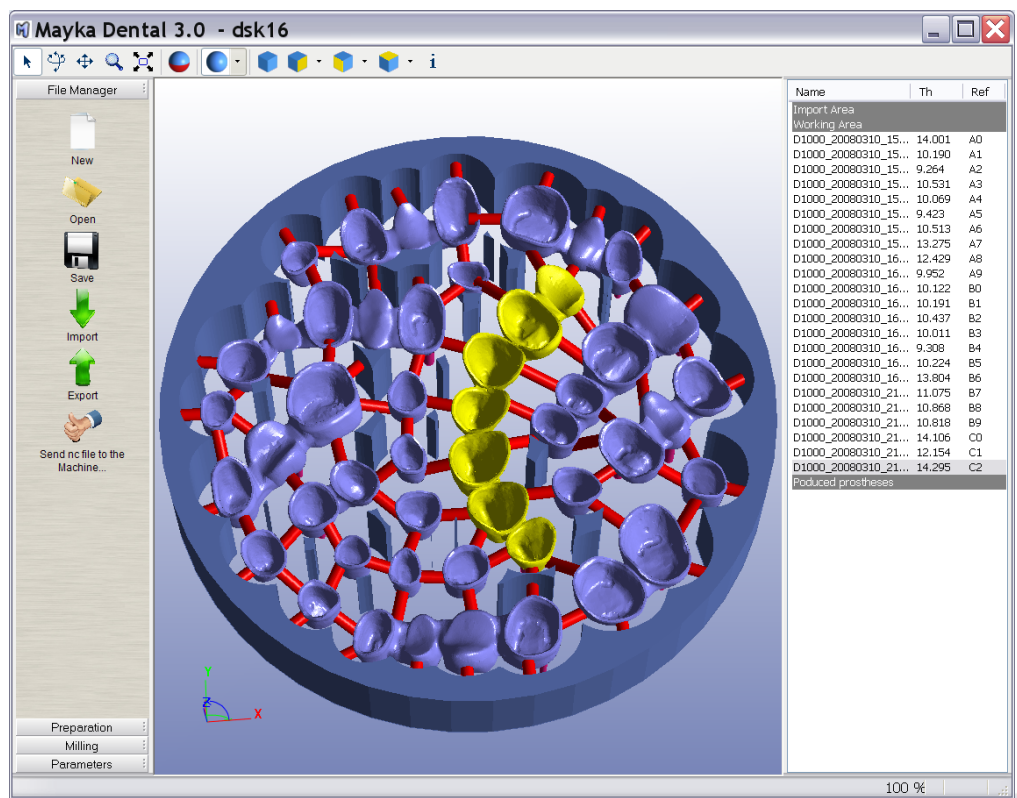 Mayka Dental 3.0 - dsk16
File Manager
New
Open
Save
Import
Export
Send nc file to the
Machine...
Preparation
Milling
Parameters
Y
Z
X
Name Th Ref
Import Area
Working Area
D1000_20080310_15... 14.001 A0
D1000_20080310_15... 10.190 A1
D1000_20080310_15... 9.264 A2
D1000_20080310_15... 10.531 A3
D1000_20080310_15... 10.069 A4
D1000_20080310_15... 9.423 A5
D1000_20080310_15... 10.513 A6
D1000_20080310_15... 13.275 A7
D1000_20080310_16... 12.429 A8
D1000_20080310_16... 9.952 A9
D1000_20080310_16... 10.122 B0
D1000_20080310_16... 10.191 B1
D1000_20080310_16... 10.437 B2
D1000_20080310_16... 10.011 B3
D1000_20080310_16... 9.308 B4
D1000_20080310_16... 10.224 B5
D1000_20080310_16... 13.804 B6
D1000_20080310_21... 11.075 B7
D1000_20080310_21... 10.868 B8
D1000_20080310_21... 10.818 B9
D1000_20080310_21... 14.106 C0
D1000_20080310_21... 12.154 C1
D1000_20080310_21... 14.295 C2
Poduced prostheses
100 %